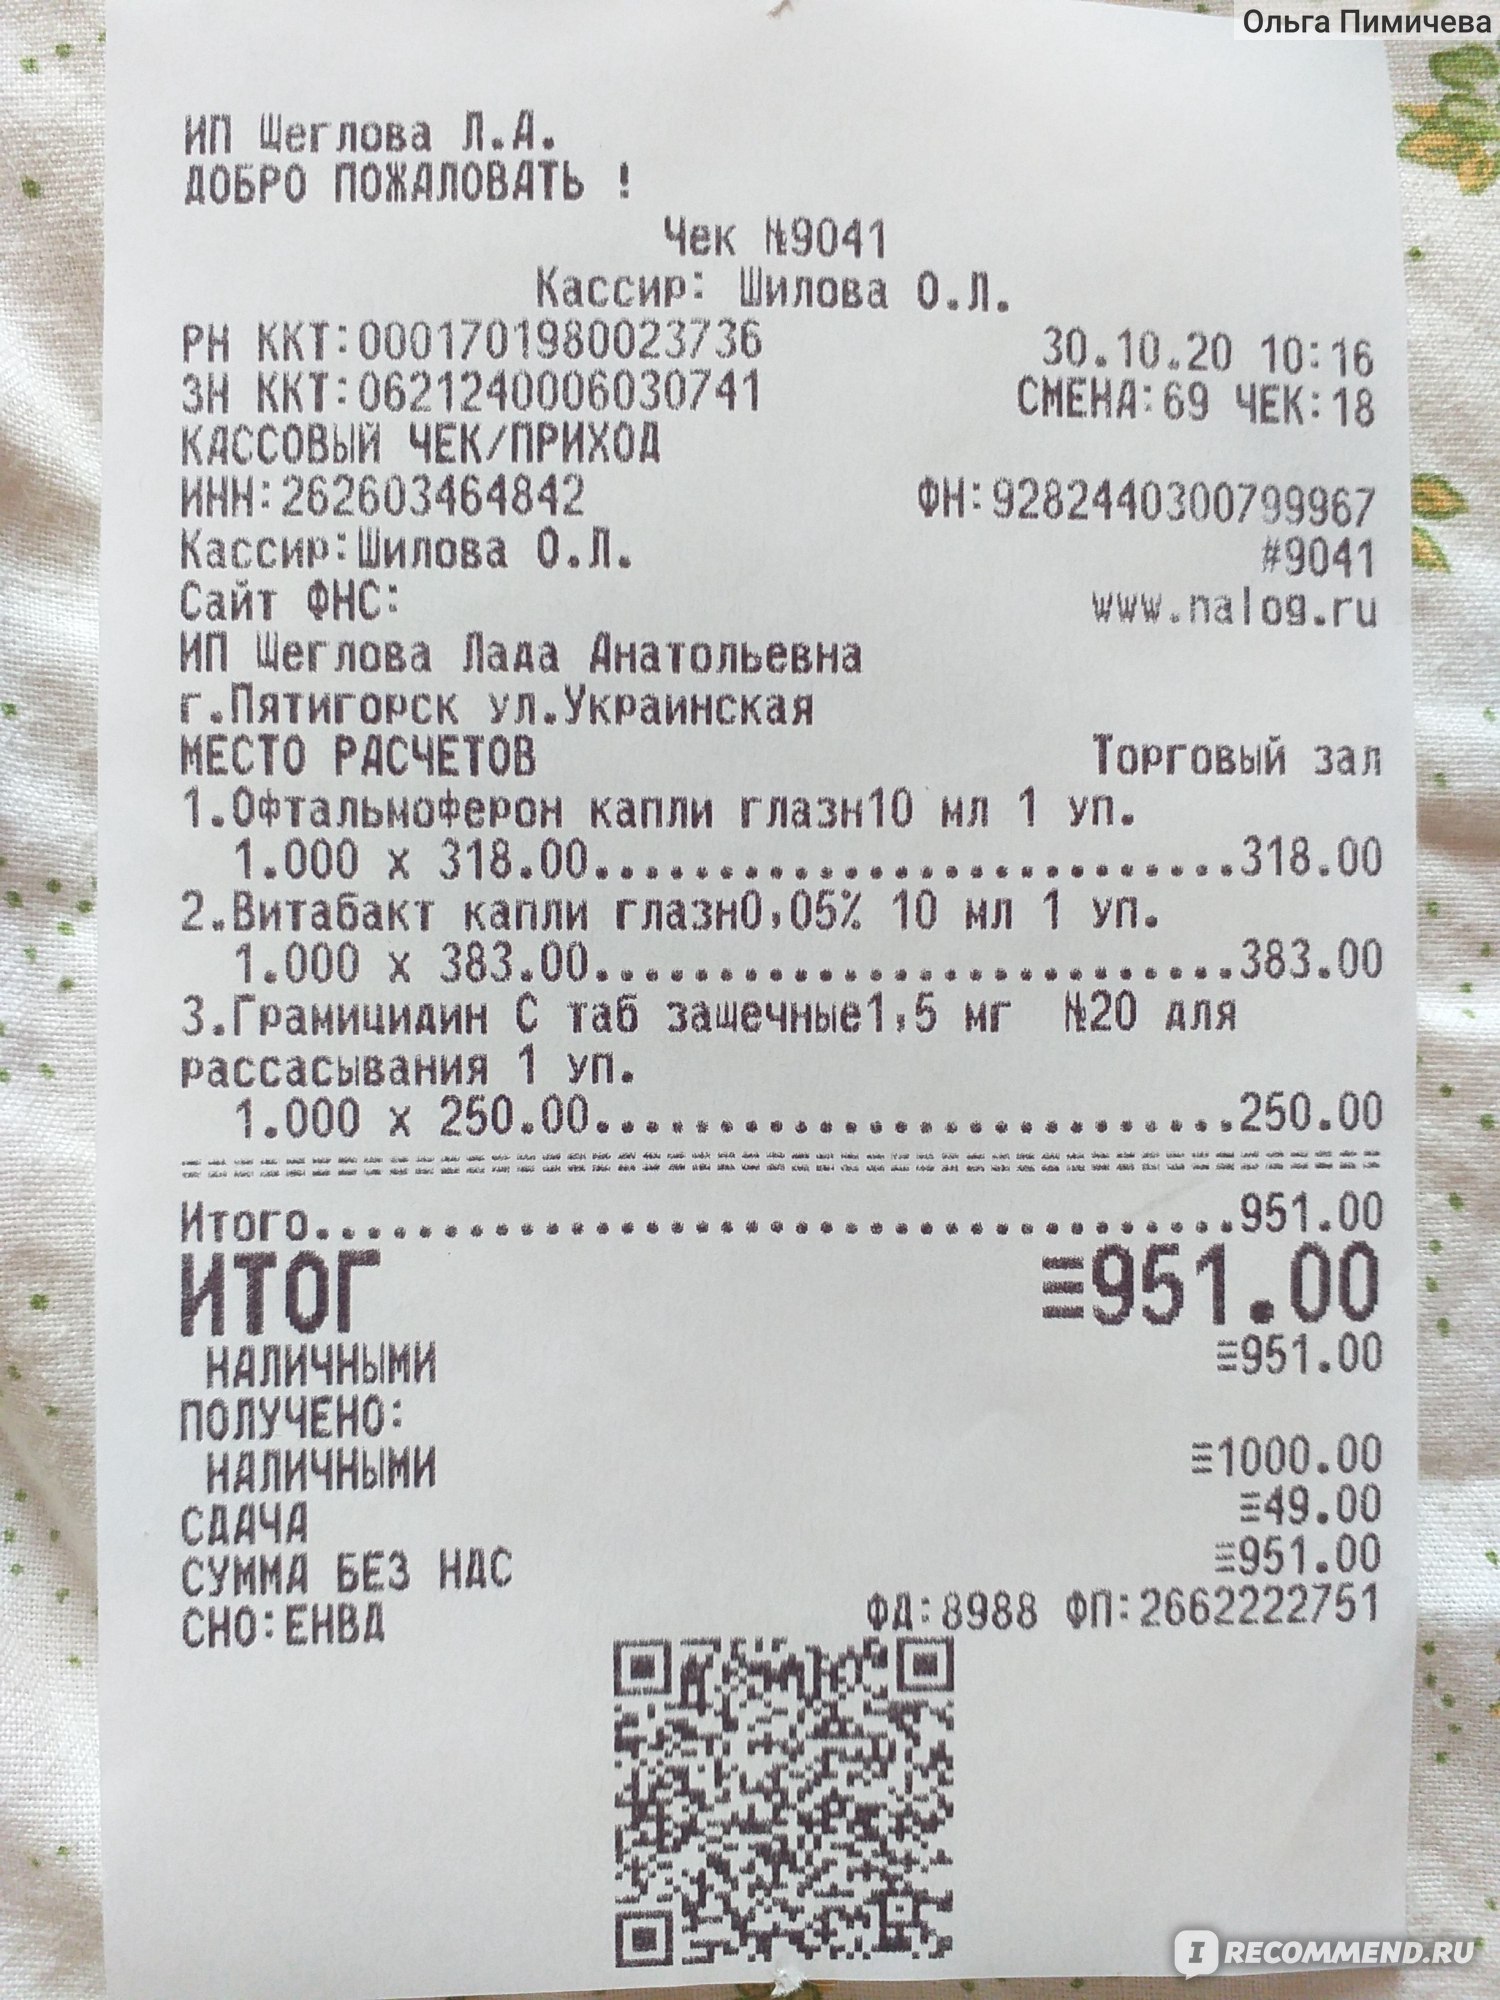 Ольга Пимичева
ИП Щеглова Л.А.
ДОБРО ПОЖАЛОВАТЬ !
Чек №9041
Кассир: Шилова О.Л.
РН ККТ:0001701980023736 30.10.20 10:16
ЗН ККТ:0621240006030741 СМЕНА:69 ЧЕК:18
КАССОВЫЙ ЧЕК/ПРИХОД
ИНН:262603464842 ФН:9282440300799967
Кассир:Шилова О.Л. #9041
Сайт ФНС: www.nalog.ru
ИП Щеглова Лада Анатольевна
г.Пятигорск ул.Украинская
МЕСТО РАСЧЕТОВ Торговый зал
1.Офтальмоферон капли глазн10 мл 1 уп.
1.000 х 318.00.........................318.00
2.Витабакт капли глазн0,05% 10 мл 1 уп.
1.000 х 383.00.........................383.00
3.Грамицидин С таб защечные1,5 мг №20 для
рассасывания 1 уп.
1.000 х 250.00.........................250.00
Итого....................................951.00
ИТОГ ≡951.00
НАЛИЧНЫМИ ≡951.00
ПОЛУЧЕНО:
НАЛИЧНЫМИ ≡1000.00
СДАЧА ≡49.00
СУММА БЕЗ НДС ≡951.00
СНО:ЕНВД ФД:8988 ФП:2662222751
IRECOMMEND.RU